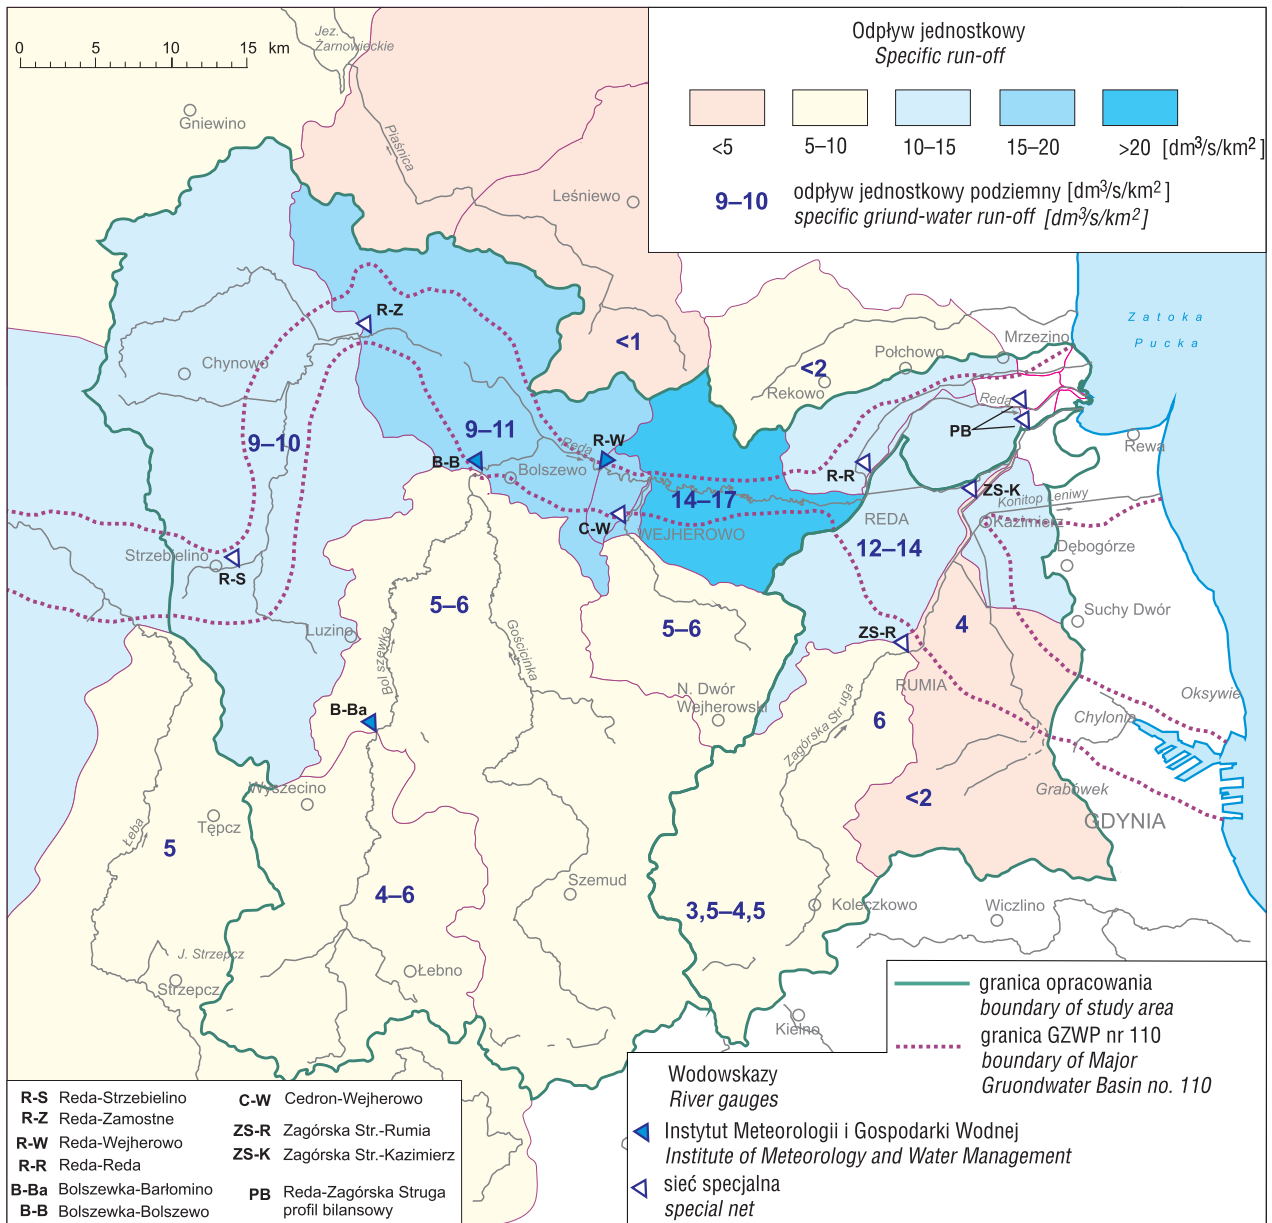 0 5 10 15 km
Jez.
Żarnowieckie
Gniewino
Piaśnica
Leśniewo
Odpływ jednostkowy
Specific run-off
<5 5–10 10–15 15–20 >20 [dm³/s/km²]
9–10 odpływ jednostkowy podziemny [dm³/s/km²]
specific griund-water run-off [dm³/s/km²]
Zatoka
Pucka
R-Z
<1
Mrzezino
Połchowo
<2
Rekowo
Chynowo
Reda
PB
9–10
9–11
Reda
R-W
B-B
Bolszewo
R-R
Rewa
14–17
ZS-K
Konitop Leniwy
C-W
WEJHEROWO
REDA
Kazimierz
12–14
Dębogórze
Strzebielino
R-S
5–6
5–6
4
Suchy Dwór
Luzino
Bolszewka
Gościcinka
ZS-R
RUMIA
N. Dwór
Wejherowski
B-Ba
Oksywie
Chylonia
Zagórska Struga
6
Wyszecino
<2
Grabówek
GDYNIA
Tępcz
Łeba
5
4–6
Szemud
3,5–4,5
Koleczkowo
Wiczlino
J. Strzepcz
Strzepcz
Łebno
Kielno
granica opracowania
boundary of study area
granica GZWP nr 110
boundary of Major
Gruondwater Basin no. 110
Wodowskazy
River gauges
Instytut Meteorologii i Gospodarki Wodnej
Institute of Meteorology and Water Management
sieć specjalna
special net
R-S Reda-Strzebielino
R-Z Reda-Zamostne
R-W Reda-Wejherowo
R-R Reda-Reda
B-Ba Bolszewka-Barłomino
B-B Bolszewka-Bolszewo
C-W Cedron-Wejherowo
ZS-R Zagórska Str.-Rumia
ZS-K Zagórska Str.-Kazimierz
PB Reda-Zagórska Struga
profil bilansowy